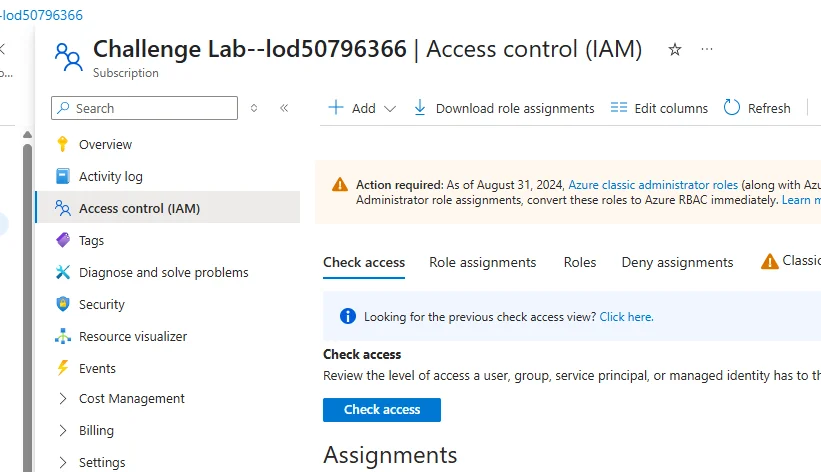 -lod50796366
Challenge Lab--lod50796366 | Access control (IAM)
Subscription
Search
Add
Download role assignments
Edit columns
Refresh
Overview
Activity log
Access control (IAM)
Tags
Diagnose and solve problems
Security
Resource visualizer
Events
Cost Management
Billing
Settings
Action required: As of August 31, 2024, Azure classic administrator roles (along with Azu
Administrator role assignments, convert these roles to Azure RBAC immediately. Learn m
Check access
Role assignments
Roles
Deny assignments
Classic
Looking for the previous check access view? Click here.
Check access
Review the level of access a user, group, service principal, or managed identity has to th
Check access
Assignments